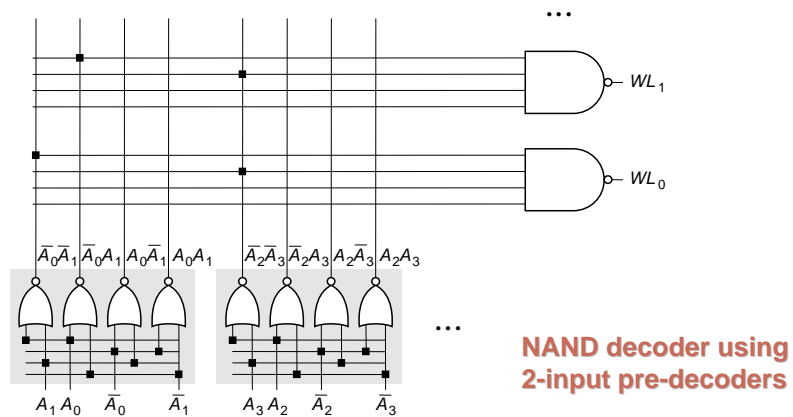 ...
WL₁
WL₀
A̅₀A̅₁ A̅₀A₁ A₀A̅₁ A₀A₁ A̅₂A̅₃ A̅₂A₃ A₂A̅₃ A₂A₃
...
NAND decoder using
2-input pre-decoders
A₁ A₀ A̅₀ A̅₁ A₃ A₂ A̅₂ A̅₃